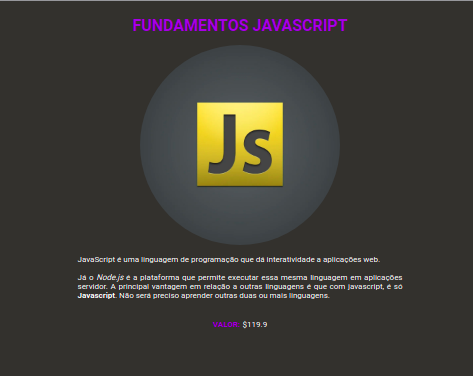 FUNDAMENTOS JAVASCRIPT
Js
JavaScript é uma linguagem de programação que dá interatividade a aplicações web.
Já o Node.js é a plataforma que permite executar essa mesma linguagem em aplicações
servidor. A principal vantagem em relação a outras linguagens é que com javascript, é só
Javascript. Não será preciso aprender outras duas ou mais linguagens.
VALOR: $119.9